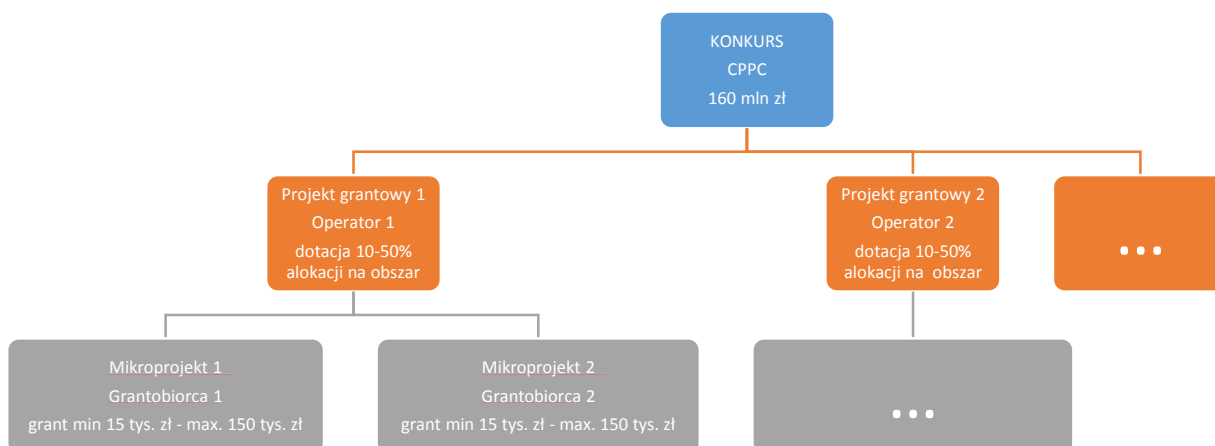 KONKURS
CPPC
160 mln zł
Projekt grantowy 1
Operator 1
dotacja 10-50%
alokacji na obszar
Projekt grantowy 2
Operator 2
dotacja 10-50%
alokacji na  obszar
...
Mikroprojekt 1
Grantobiorca 1
grant min 15 tys. zł - max. 150 tys. zł
Mikroprojekt 2
Grantobiorca 2
grant min 15 tys. zł - max. 150 tys. zł
...